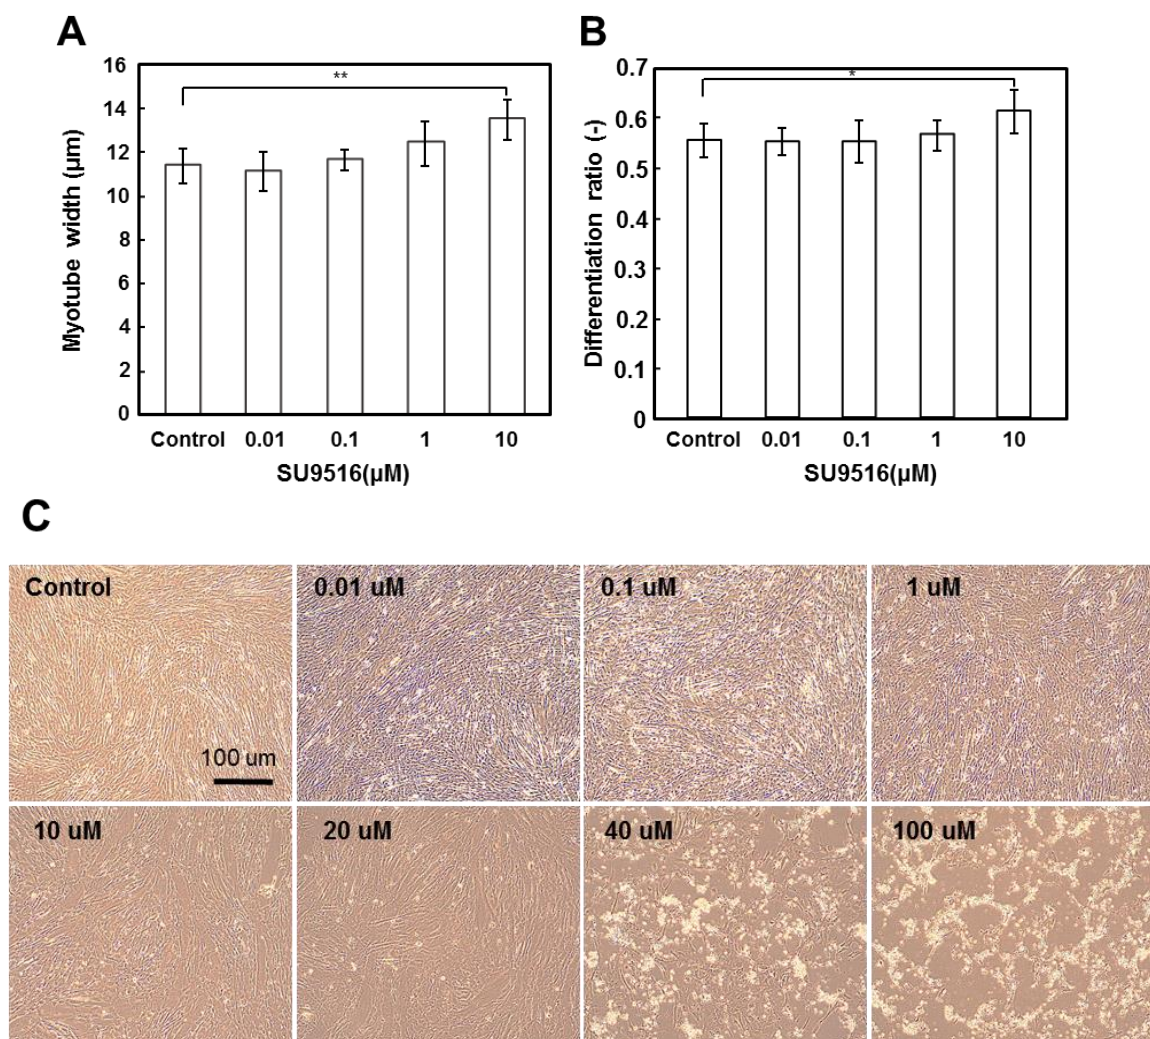 A
16
14
12
10
8
6
4
2
0
Myotube width (µm)
**
Control 0.01 0.1 1 10
SU9516(µM)
B
0.7
0.6
0.5
0.4
0.3
0.2
0.1
0
Differentiation ratio (-)
*
Control 0.01 0.1 1 10
SU9516(µM)
C
Control
100 um
0.01 uM
0.1 uM
1 uM
10 uM
20 uM
40 uM
100 uM